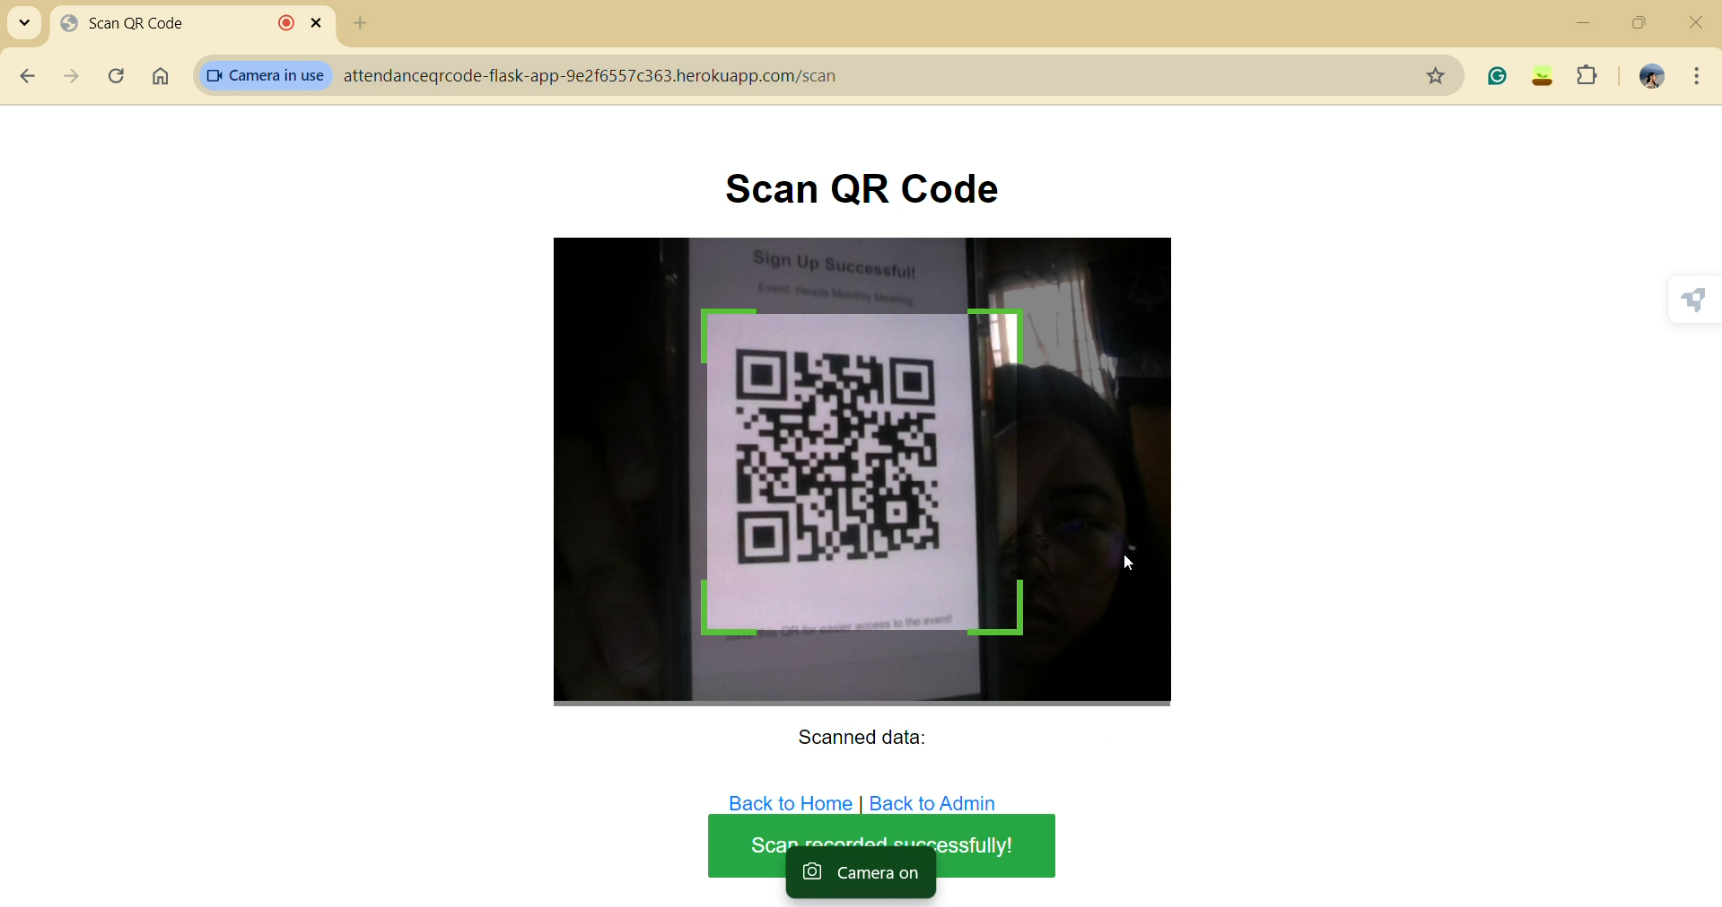 Scan QR Code
Camera in use
attendanceqrcode-flask-app-9e2f6557c363.herokuapp.com/scan
Scan QR Code
Sign Up Successful!
Event: Heads Monthly Meeting
this QR for easier access to the event!
Scanned data:
Back to Home | Back to Admin
Scan recorded successfully!
Camera on